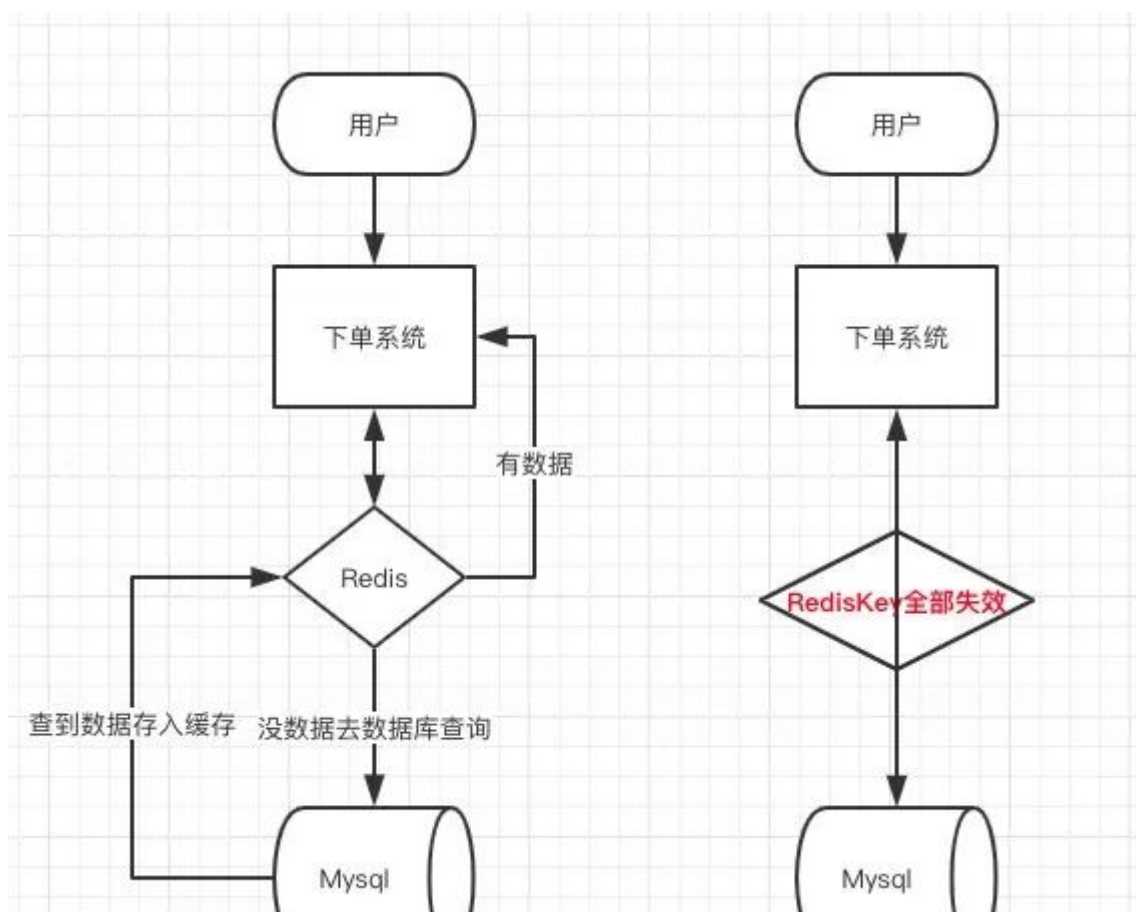 用户
下单系统
有数据
Redis
查到数据存入缓存
没数据去数据库查询
Mysql
用户
下单系统
RedisKey全部失效
Mysql